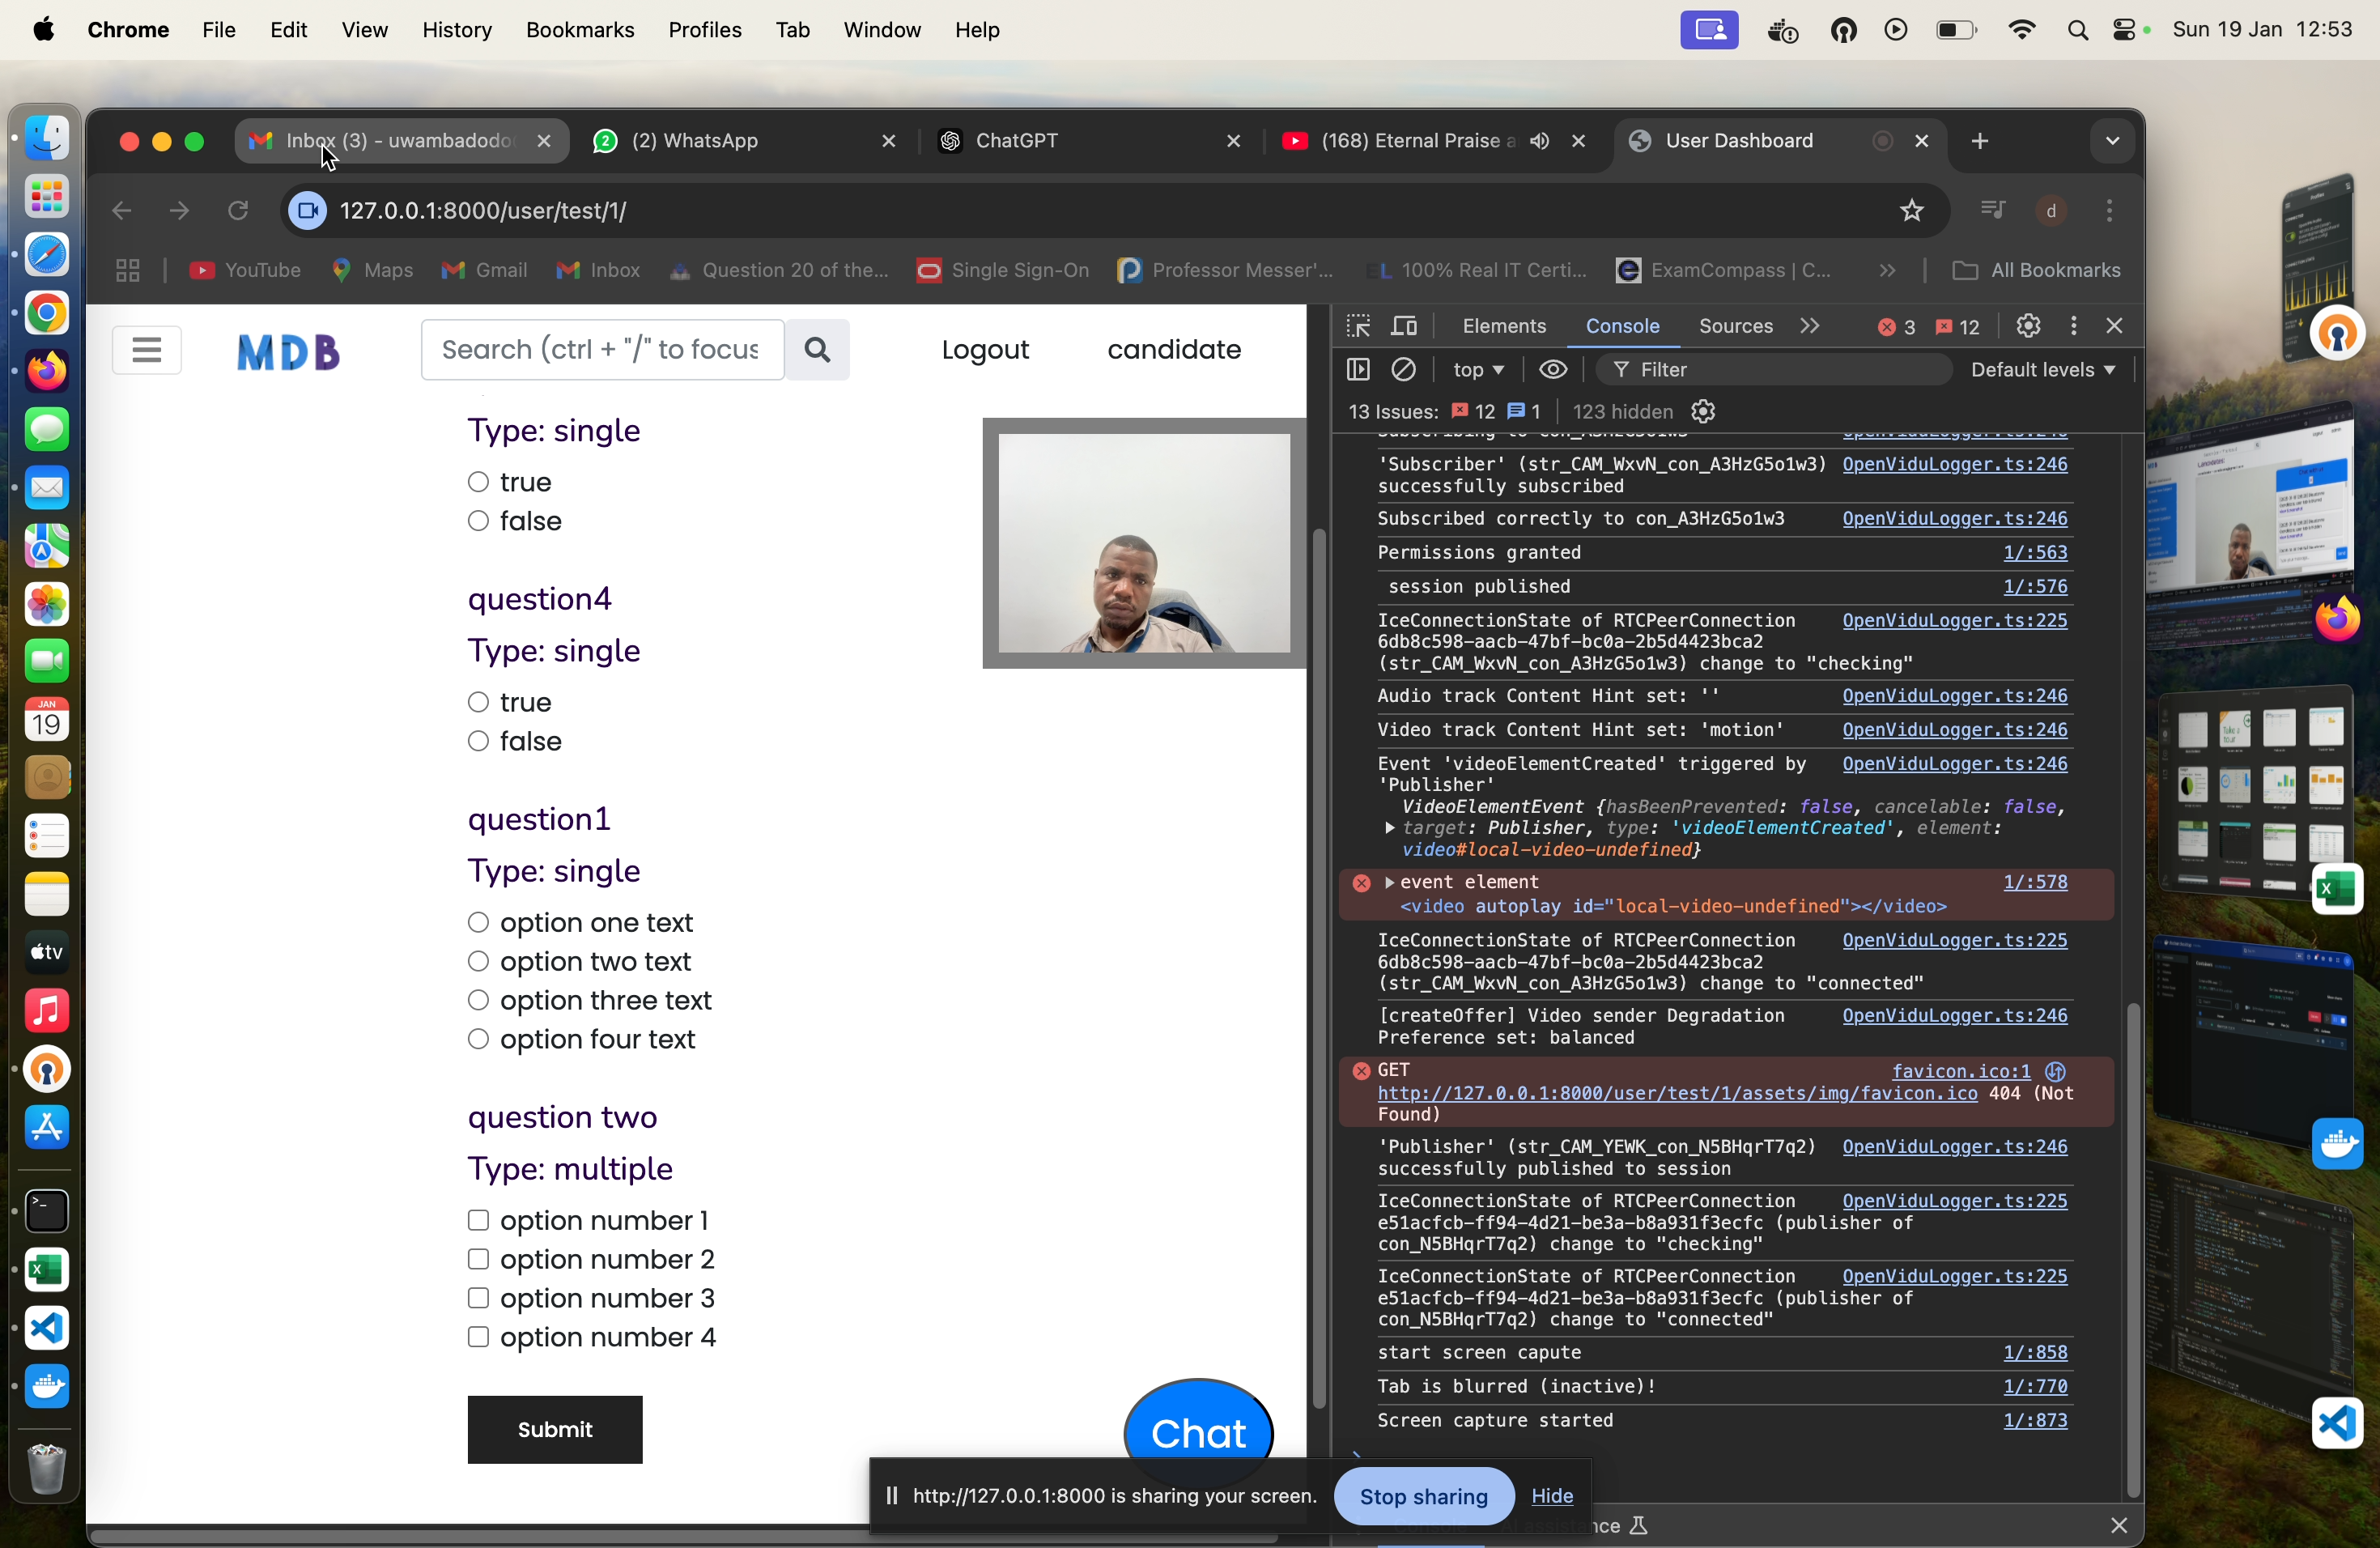 Chrome File Edit View History Bookmarks Profiles Tab Window Help Sun 19 Jan 12:53
Inbox (3) - uwambadodo
2 (2) WhatsApp
ChatGPT
(168) Eternal Praise a
User Dashboard
127.0.0.1:8000/user/test/1/
d
YouTube Maps Gmail Inbox Question 20 of the... Single Sign-On Professor Messer'... 100% Real IT Certi... ExamCompass | C... » All Bookmarks
MDB
Search (ctrl + "/" to focus
Logout
candidate
Type: single
true
false
question4
Type: single
true
false
question1
Type: single
option one text
option two text
option three text
option four text
question two
Type: multiple
option number 1
option number 2
option number 3
option number 4
Submit
Chat
Elements Console Sources » 3 12
top Filter Default levels
13 Issues: 12 1 123 hidden
'Subscriber' (str_CAM_WxvN_con_A3HzG5o1w3) OpenViduLogger.ts:246
successfully subscribed
Subscribed correctly to con_A3HzG5o1w3 OpenViduLogger.ts:246
Permissions granted 1/:563
session published 1/:576
IceConnectionState of RTCPeerConnection OpenViduLogger.ts:225
6db8c598-aacb-47bf-bc0a-2b5d4423bca2
(str_CAM_WxvN_con_A3HzG5o1w3) change to "checking"
Audio track Content Hint set: '' OpenViduLogger.ts:246
Video track Content Hint set: 'motion' OpenViduLogger.ts:246
Event 'videoElementCreated' triggered by OpenViduLogger.ts:246
'Publisher'
VideoElementEvent {hasBeenPrevented: false, cancelable: false,
target: Publisher, type: 'videoElementCreated', element:
video#local-video-undefined}
event element 1/:578
<video autoplay id="local-video-undefined"></video>
IceConnectionState of RTCPeerConnection OpenViduLogger.ts:225
6db8c598-aacb-47bf-bc0a-2b5d4423bca2
(str_CAM_WxvN_con_A3HzG5o1w3) change to "connected"
[createOffer] Video sender Degradation OpenViduLogger.ts:246
Preference set: balanced
GET favicon.ico:1
http://127.0.0.1:8000/user/test/1/assets/img/favicon.ico 404 (Not
Found)
'Publisher' (str_CAM_YEWK_con_N5BHqrT7q2) OpenViduLogger.ts:246
successfully published to session
IceConnectionState of RTCPeerConnection OpenViduLogger.ts:225
e51acfcb-ff94-4d21-be3a-b8a931f3ecfc (publisher of
con_N5BHqrT7q2) change to "checking"
IceConnectionState of RTCPeerConnection OpenViduLogger.ts:225
e51acfcb-ff94-4d21-be3a-b8a931f3ecfc (publisher of
con_N5BHqrT7q2) change to "connected"
start screen capute 1/:858
Tab is blurred (inactive)! 1/:770
Screen capture started 1/:873
http://127.0.0.1:8000 is sharing your screen. Stop sharing Hide
JAN
19
tv